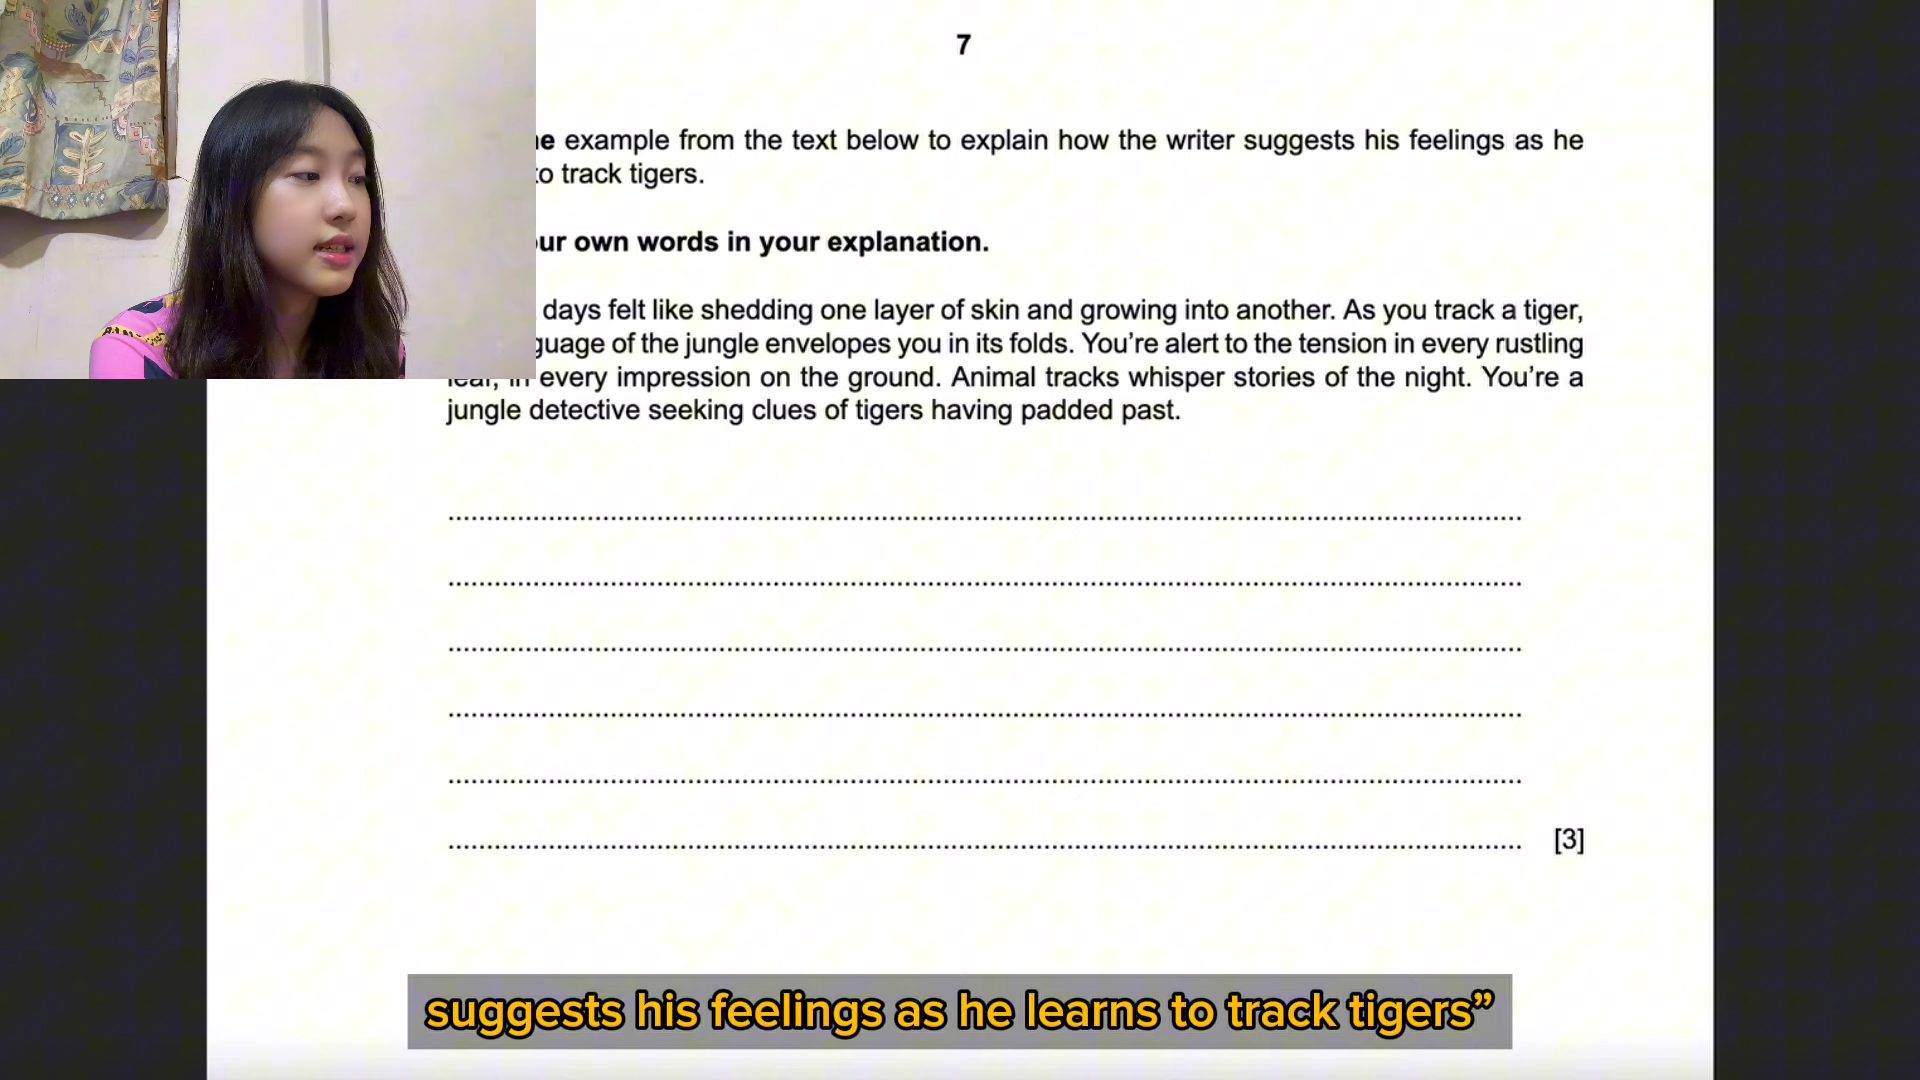 7
example from the text below to explain how the writer suggests his feelings as he
to track tigers.
own words in your explanation.
days felt like shedding one layer of skin and growing into another. As you track a tiger,
of the jungle envelopes you in its folds. You’re alert to the tension in every rustling
leaf, in every impression on the ground. Animal tracks whisper stories of the night. You’re a
jungle detective seeking clues of tigers having padded past.
[3]
suggests his feelings as he learns to track tigers”